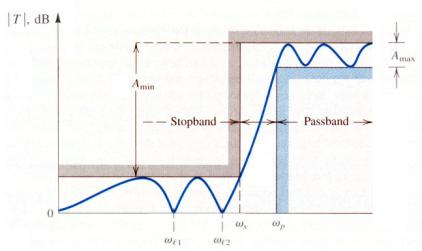 |T|, dB
A_max
A_min
Stopband
Passband
0
ω_s
ω_p
ω_ℓ1
ω_ℓ2